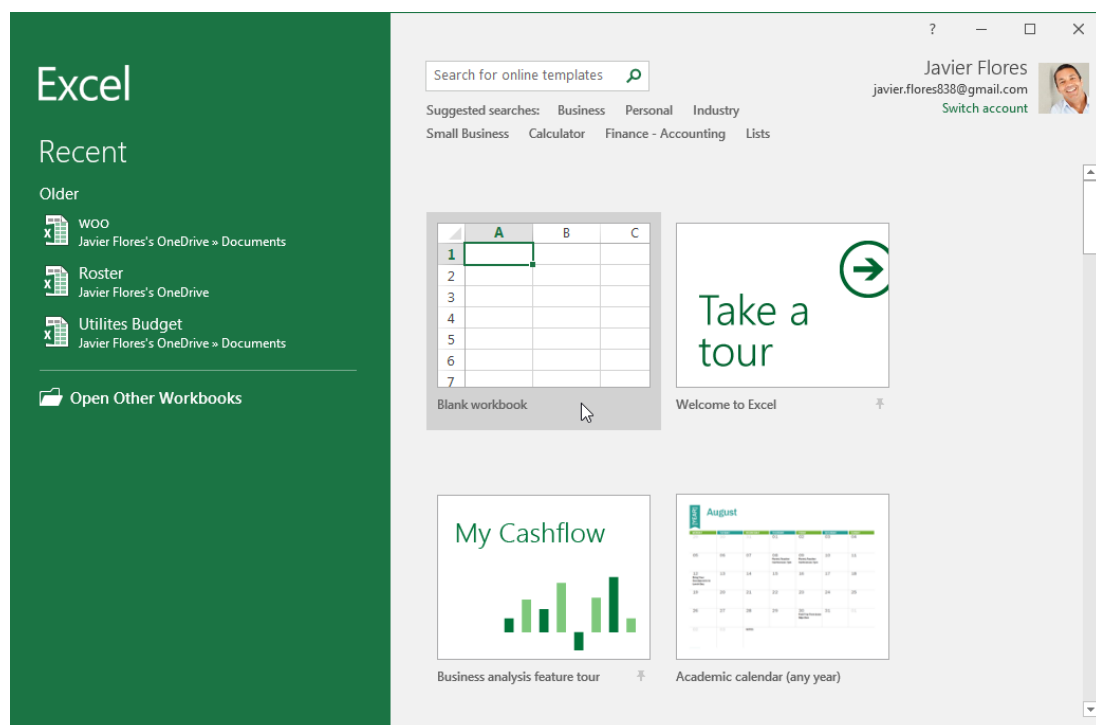 ?
Excel
Search for online templates
Javier Flores
javier.flores838@gmail.com
Switch account
Suggested searches: Business Personal Industry
Small Business Calculator Finance - Accounting Lists
Recent
Older
woo
Javier Flores's OneDrive » Documents
Roster
Javier Flores's OneDrive
Utilites Budget
Javier Flores's OneDrive » Documents
Open Other Workbooks
A B C
1
2
3
4
5
6
7
Blank workbook
Take a
tour
Welcome to Excel
My Cashflow
Business analysis feature tour
August
Academic calendar (any year)